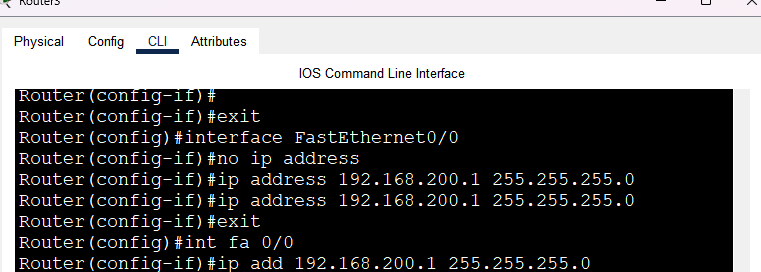 Router3
Physical Config CLI Attributes
IOS Command Line Interface
Router(config-if)#
Router(config-if)#exit
Router(config)#interface FastEthernet0/0
Router(config-if)#no ip address
Router(config-if)#ip address 192.168.200.1 255.255.255.0
Router(config-if)#ip address 192.168.200.1 255.255.255.0
Router(config-if)#exit
Router(config)#int fa 0/0
Router(config-if)#ip add 192.168.200.1 255.255.255.0